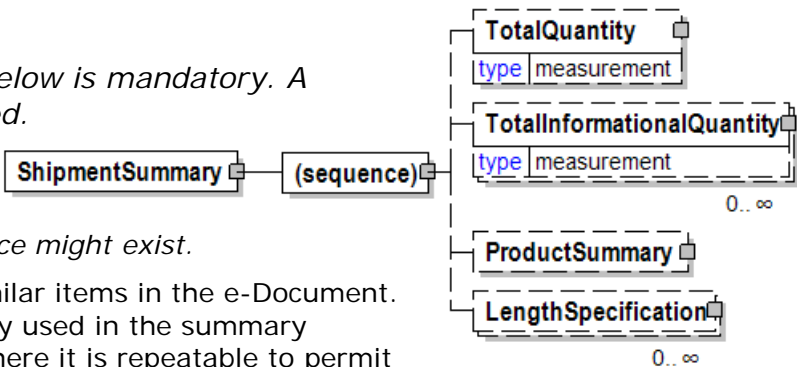 elow is mandatory. A
ed.
ce might exist.
ilar items in the e-Document.
y used in the summary
here it is repeatable to permit
ShipmentSummary
(sequence)
TotalQuantity
type measurement
TotalInformationalQuantity
type measurement
0.. ∞
ProductSummary
LengthSpecification
0.. ∞